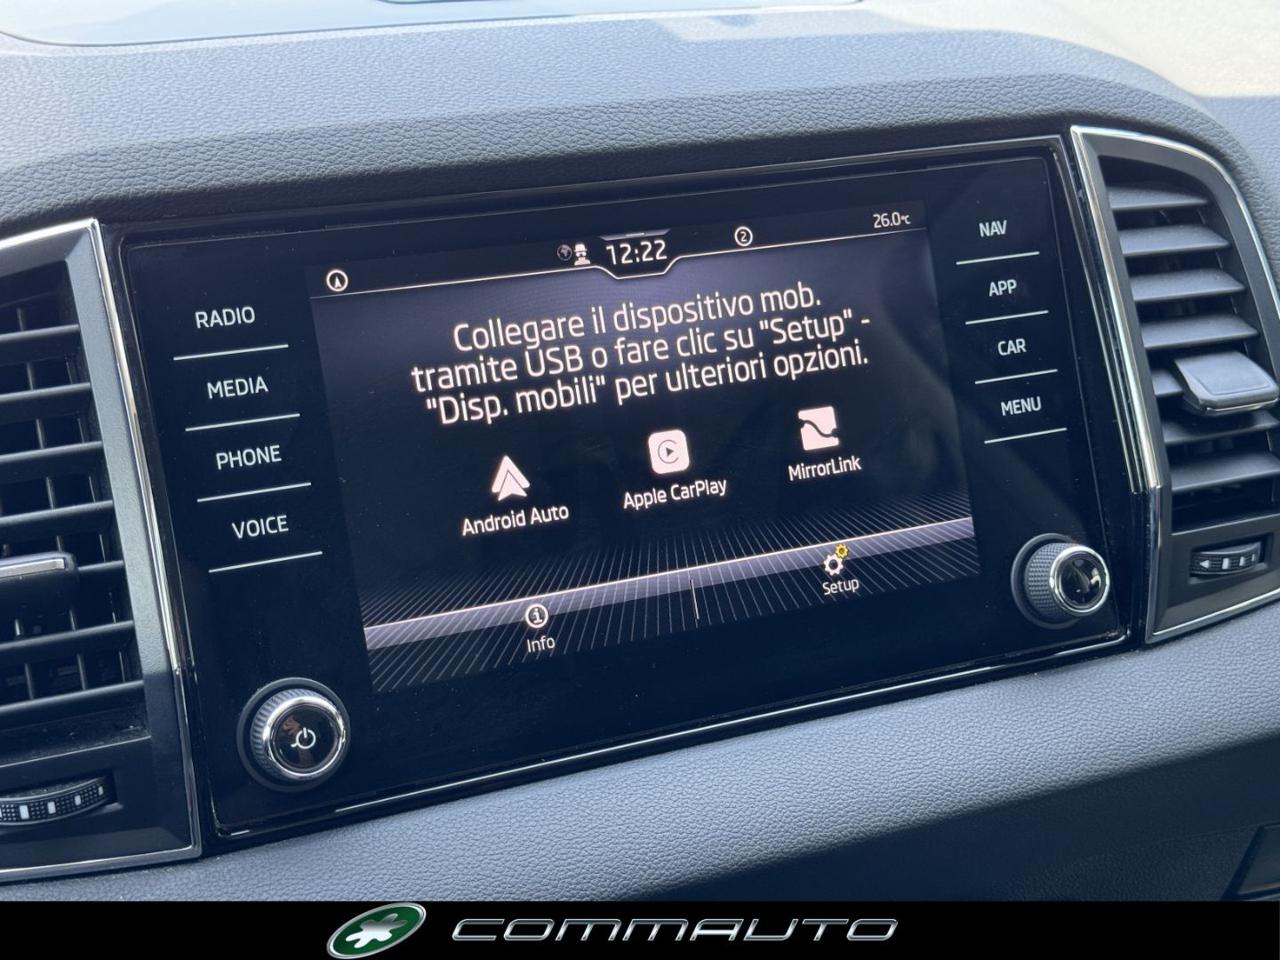 12:22
2
26.0°C
RADIO
MEDIA
PHONE
VOICE
Collegare il dispositivo mob.
tramite USB o fare clic su "Setup" -
"Disp. mobili" per ulteriori opzioni.
Android Auto
Apple CarPlay
MirrorLink
Info
Setup
NAV
APP
CAR
MENU
COMMAUTO